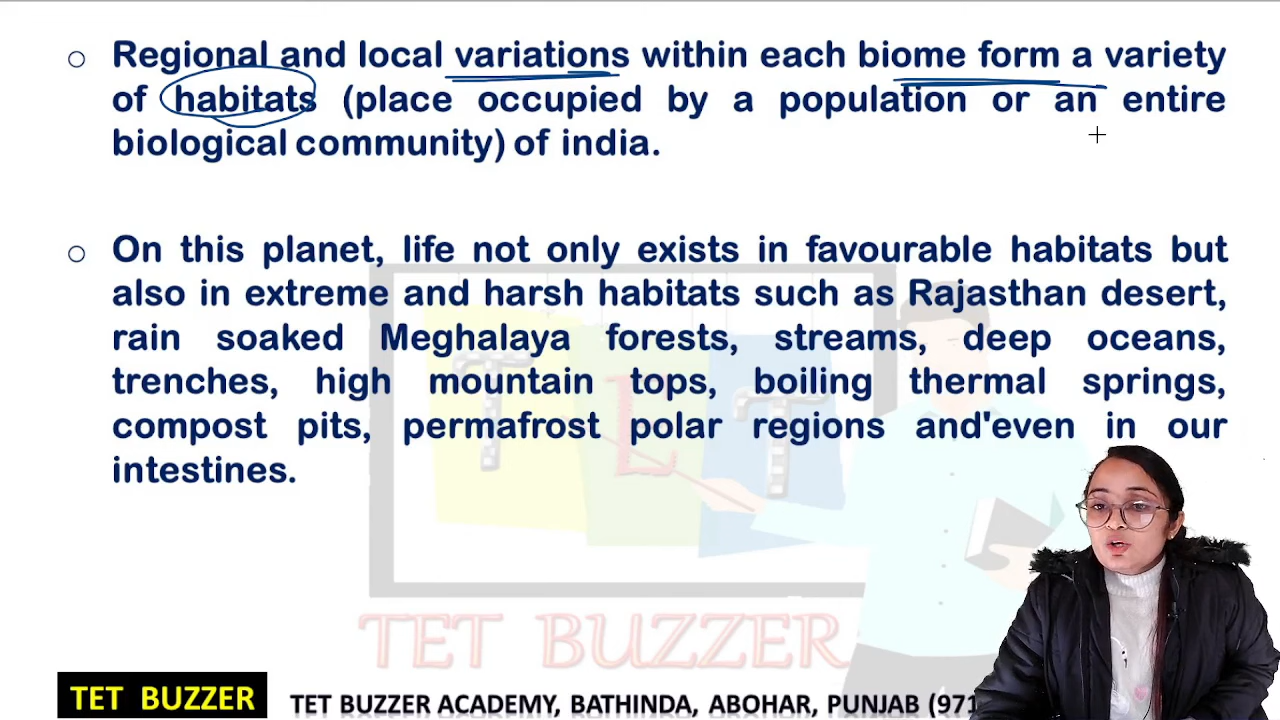 Regional and local variations within each biome form a variety
of habitats (place occupied by a population or an entire
biological community) of india.
On this planet, life not only exists in favourable habitats but
also in extreme and harsh habitats such as Rajasthan desert,
rain soaked Meghalaya forests, streams, deep oceans,
trenches, high mountain tops, boiling thermal springs,
compost pits, permafrost polar regions and'even in our
intestines.
TLT
TET BUZZER
TET BUZZER
TET BUZZER ACADEMY, BATHINDA, ABOHAR, PUNJAB (971